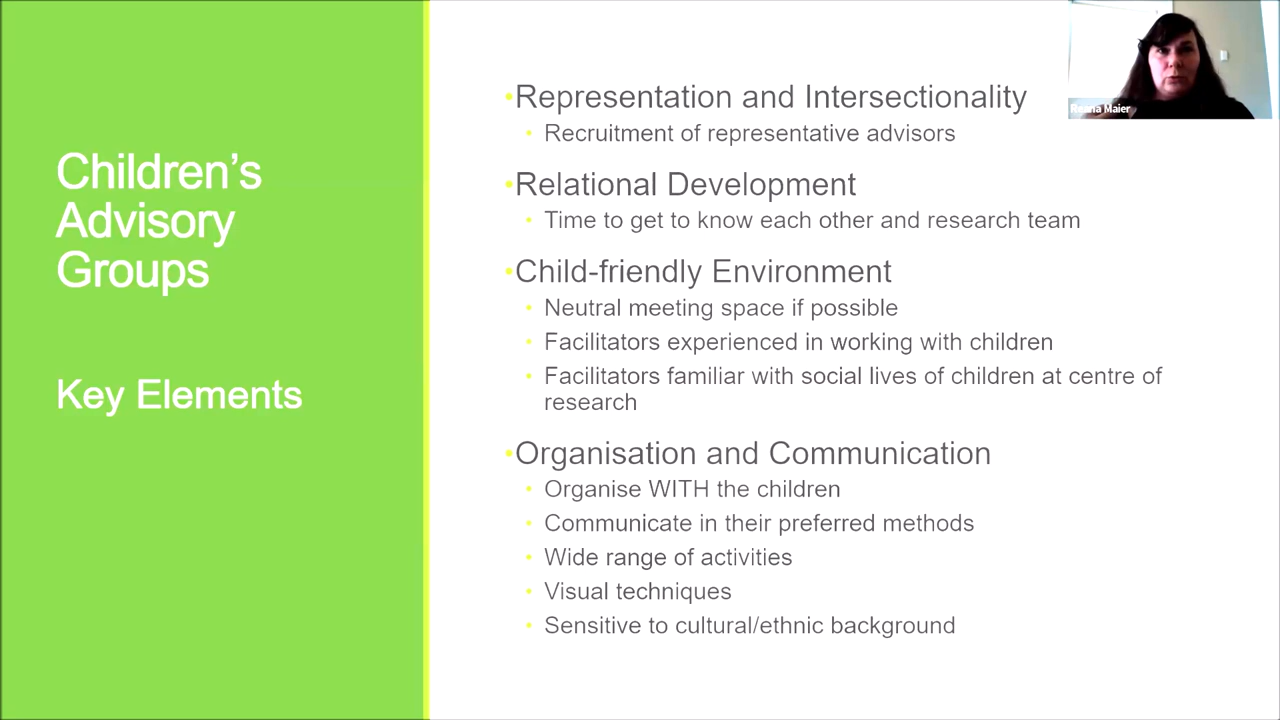 Children's
Advisory
Groups
Key Elements
•Representation and Intersectionality
• Recruitment of representative advisors
•Relational Development
• Time to get to know each other and research team
•Child-friendly Environment
• Neutral meeting space if possible
• Facilitators experienced in working with children
• Facilitators familiar with social lives of children at centre of
research
•Organisation and Communication
• Organise WITH the children
• Communicate in their preferred methods
• Wide range of activities
• Visual techniques
• Sensitive to cultural/ethnic background
Maier